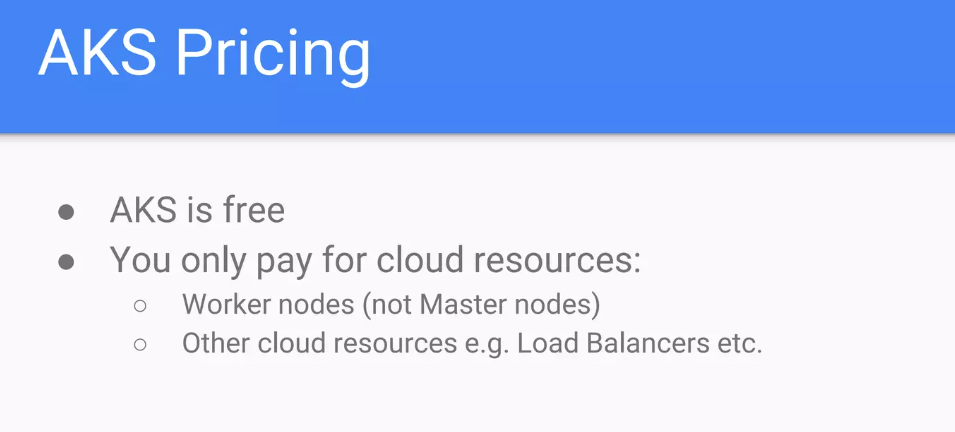 AKS Pricing
● AKS is free
● You only pay for cloud resources:
○ Worker nodes (not Master nodes)
○ Other cloud resources e.g. Load Balancers etc.